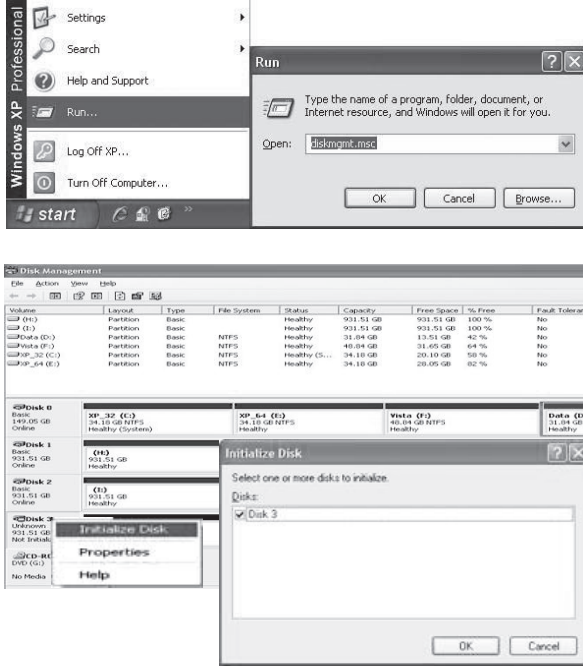 Windows XP Professional
Settings
Search
Help and Support
Run...
Log Off XP...
Turn Off Computer...
start
Run
Type the name of a program, folder, document, or
Internet resource, and Windows will open it for you.
Open: diskmgmt.msc
OK Cancel Browse...
Disk Management
File Action View Help
Volume Layout Type File System Status Capacity Free Space % Free Fault Toleran
(H:) Partition Basic Healthy 931.51 GB 931.51 GB 100 % No
(I:) Partition Basic Healthy 931.51 GB 931.51 GB 100 % No
Data (D:) Partition Basic NTFS Healthy 31.84 GB 13.51 GB 42 % No
Vista (F:) Partition Basic NTFS Healthy 48.84 GB 31.65 GB 64 % No
XP_32 (C:) Partition Basic NTFS Healthy (S... 34.18 GB 20.10 GB 58 % No
XP_64 (E:) Partition Basic NTFS Healthy 34.18 GB 28.05 GB 82 % No
Disk 0
Basic
149.05 GB
Online
XP_32 (C:)
34.18 GB NTFS
Healthy (System)
XP_64 (E:)
34.18 GB NTFS
Healthy
Vista (F:)
48.84 GB NTFS
Healthy
Data (D
31.84 GB
Healthy
Disk 1
Basic
931.51 GB
Online
(H:)
931.51 GB
Healthy
Disk 2
Basic
931.51 GB
Online
(I:)
931.51 GB
Healthy
Disk 3
Unknown
931.51 GB
Not Initiali
CD-RO
DVD (G:)
No Media
Initialize Disk
Properties
Help
Initialize Disk
Select one or more disks to initialize.
Disks:
Disk 3
OK Cancel